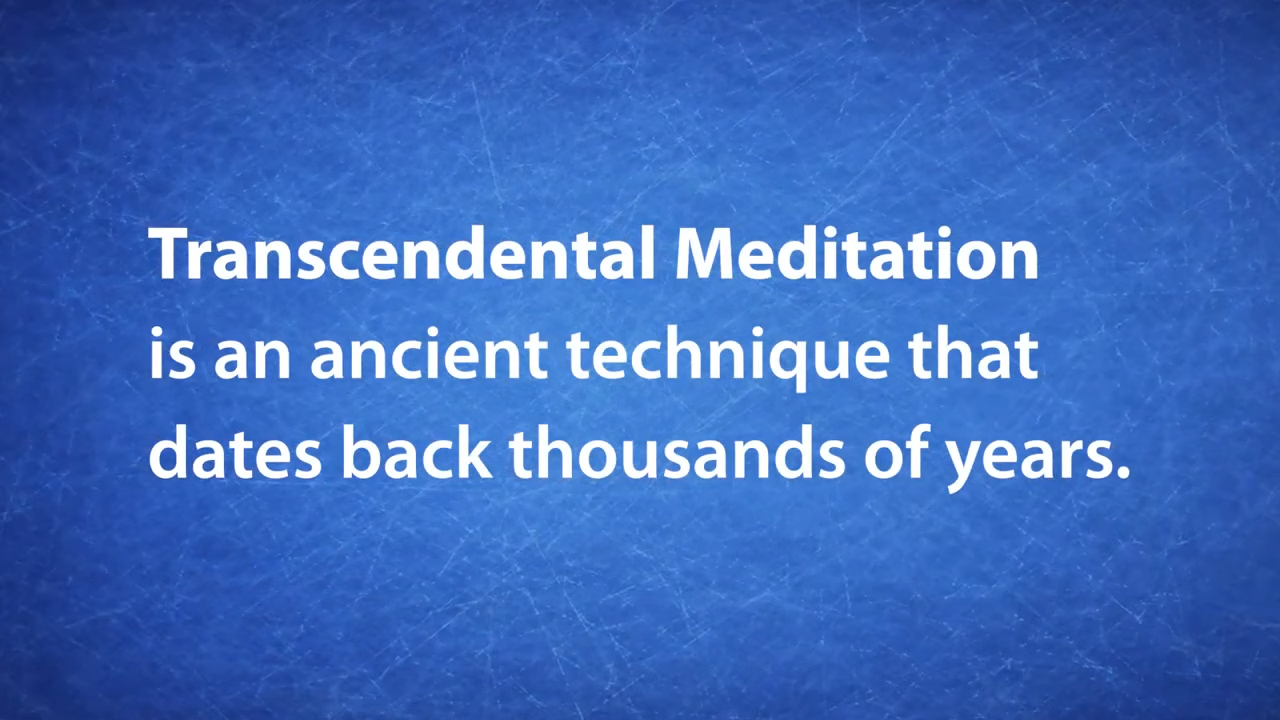 Transcendental Meditation
is an ancient technique that
dates back thousands of years.